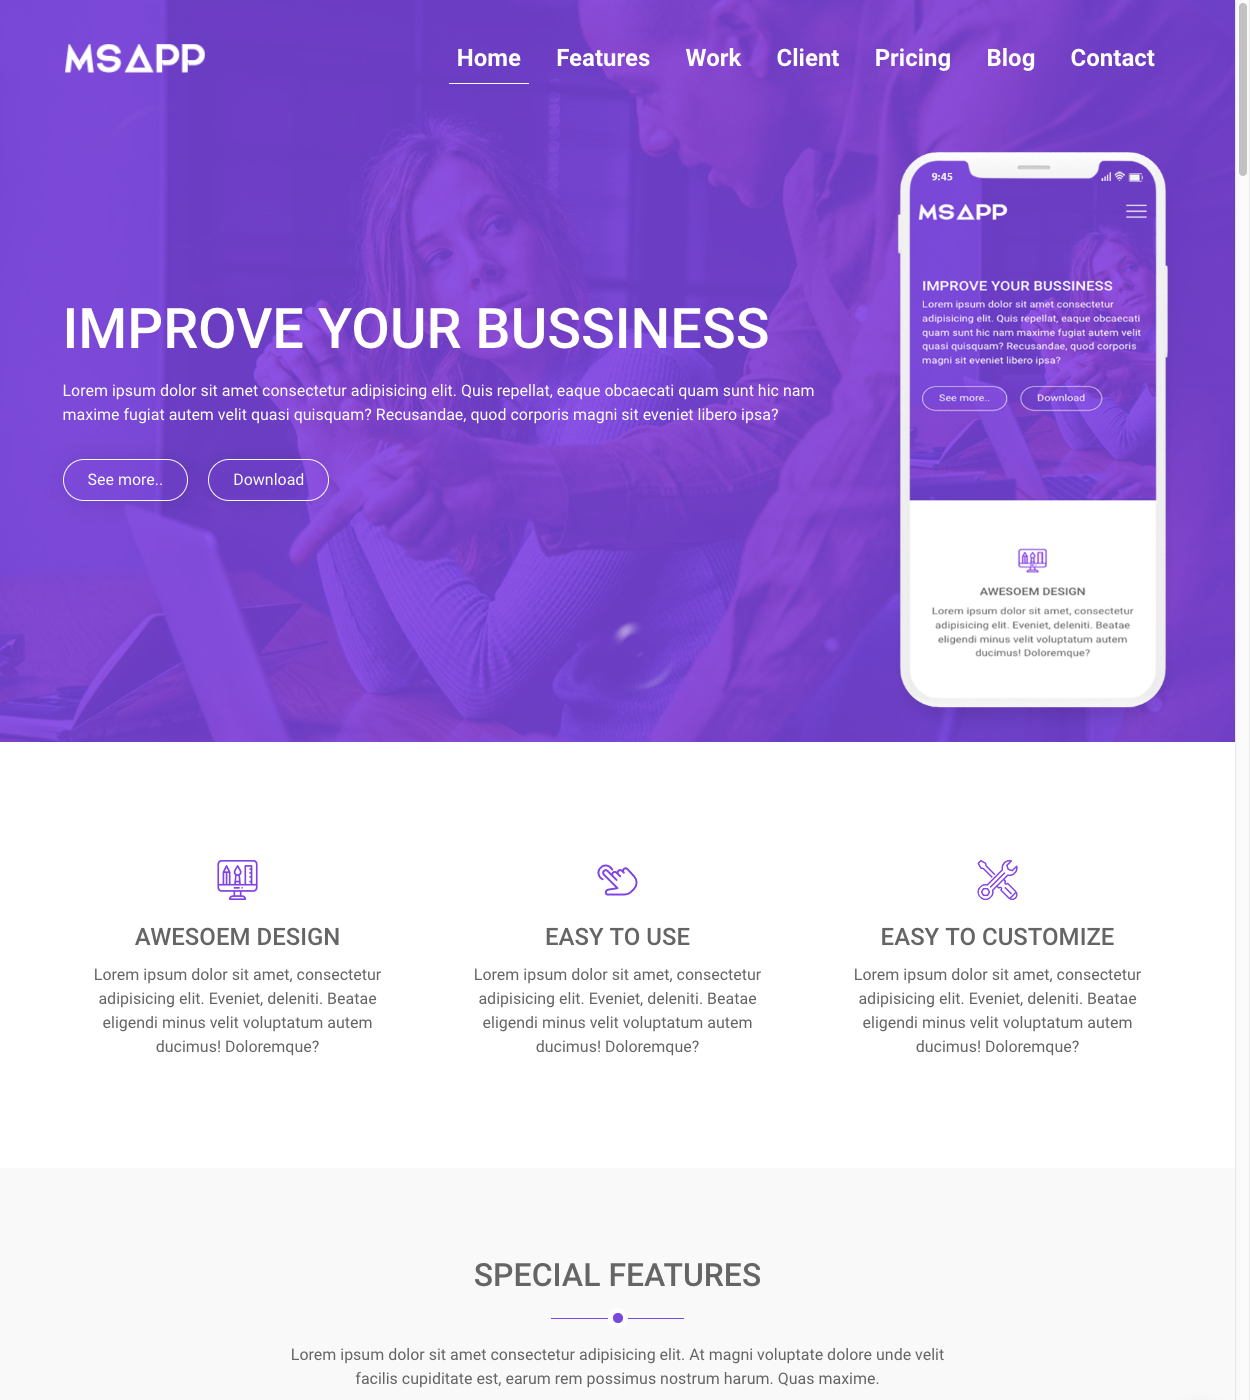 MSAPP
Home Features Work Client Pricing Blog Contact
IMPROVE YOUR BUSSINESS
Lorem ipsum dolor sit amet consectetur adipisicing elit. Quis repellat, eaque obcaecati quam sunt hic nam
maxime fugiat autem velit quasi quisquam? Recusandae, quod corporis magni sit eveniet libero ipsa?
See more.. Download
9:45
MSAPP
IMPROVE YOUR BUSSINESS
Lorem ipsum dolor sit amet consectetur
adipisicing elit. Quis repellat, eaque obcaecati
quam sunt hic nam maxime fugiat autem velit
quasi quisquam? Recusandae, quod corporis
magni sit eveniet libero ipsa?
See more.. Download
AWESOEM DESIGN
Lorem ipsum dolor sit amet, consectetur
adipisicing elit. Eveniet, deleniti. Beatae
eligendi minus velit voluptatum autem
ducimus! Doloremque?
AWESOEM DESIGN
Lorem ipsum dolor sit amet, consectetur
adipisicing elit. Eveniet, deleniti. Beatae
eligendi minus velit voluptatum autem
ducimus! Doloremque?
EASY TO USE
Lorem ipsum dolor sit amet, consectetur
adipisicing elit. Eveniet, deleniti. Beatae
eligendi minus velit voluptatum autem
ducimus! Doloremque?
EASY TO CUSTOMIZE
Lorem ipsum dolor sit amet, consectetur
adipisicing elit. Eveniet, deleniti. Beatae
eligendi minus velit voluptatum autem
ducimus! Doloremque?
SPECIAL FEATURES
Lorem ipsum dolor sit amet consectetur adipisicing elit. At magni voluptate dolore unde velit
facilis cupiditate est, earum rem possimus nostrum harum. Quas maxime.